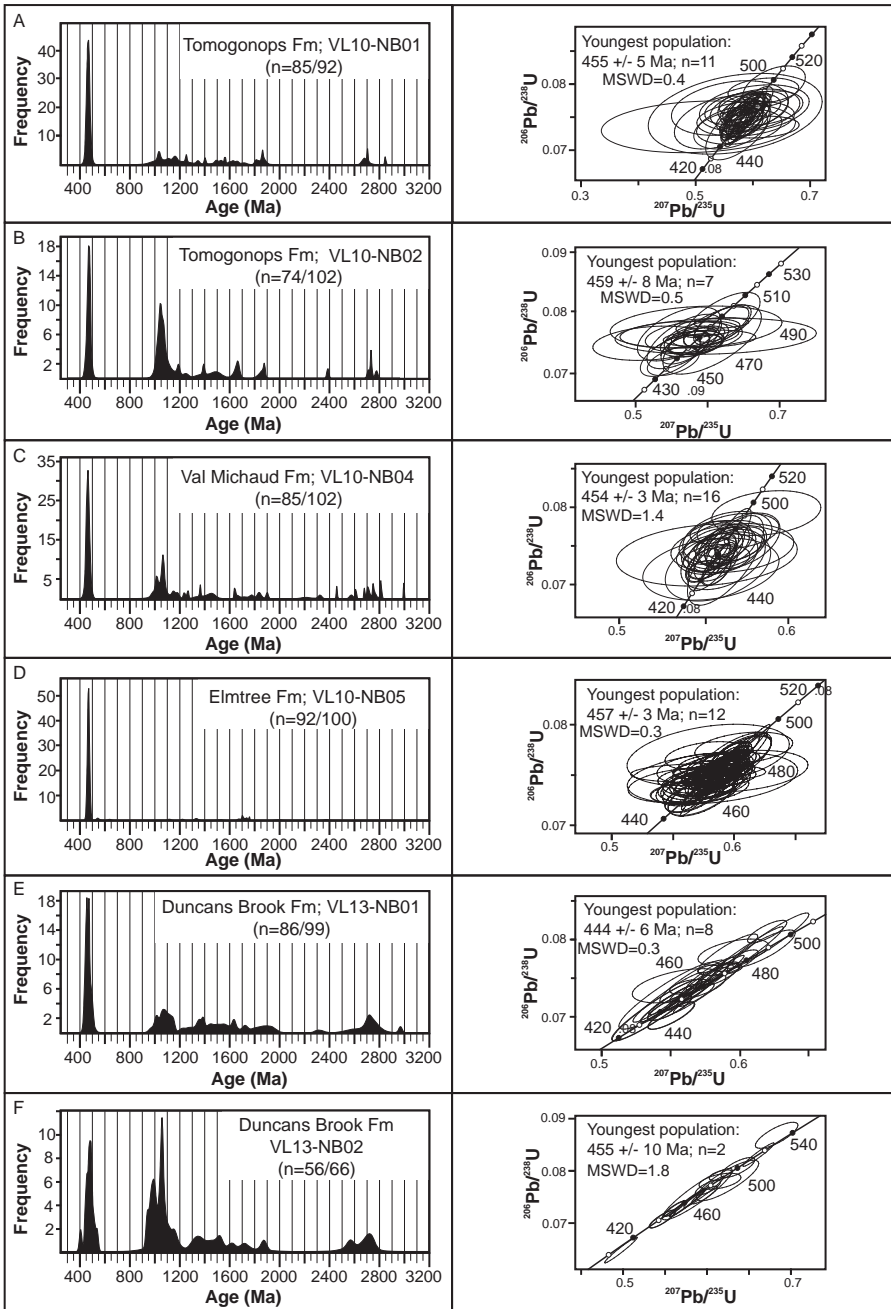 A
Tomogonops Fm; VL10-NB01
(n=85/92)
Frequency
40
30
20
10
400 800 1200 1600 2000 2400 2800 3200
Age (Ma)
Youngest population:
455 +/- 5 Ma; n=11
MSWD=0.4
520
500
440
420
.08
206Pb/238U
0.08
0.07
0.3 0.5 0.7
207Pb/235U
B
Tomogonops Fm; VL10-NB02
(n=74/102)
Frequency
18
14
10
6
2
400 800 1200 1600 2000 2400 2800 3200
Age (Ma)
Youngest population:
459 +/- 8 Ma; n=7
MSWD=0.5
530
510
490
470
450
430
.09
206Pb/238U
0.09
0.08
0.07
0.5 0.7
207Pb/235U
C
Val Michaud Fm; VL10-NB04
(n=85/102)
Frequency
35
25
15
5
400 800 1200 1600 2000 2400 2800 3200
Age (Ma)
Youngest population:
454 +/- 3 Ma; n=16
MSWD=1.4
520
500
440
420
.08
206Pb/238U
0.08
0.07
0.5 0.6
207Pb/235U
D
Elmtree Fm; VL10-NB05
(n=92/100)
Frequency
50
40
30
20
10
400 800 1200 1600 2000 2400 2800 3200
Age (Ma)
Youngest population:
457 +/- 3 Ma; n=12
MSWD=0.3
520
.08
500
480
460
440
206Pb/238U
0.08
0.07
0.5 0.6
207Pb/235U
E
Duncans Brook Fm; VL13-NB01
(n=86/99)
Frequency
18
14
10
6
2
400 800 1200 1600 2000 2400 2800 3200
Age (Ma)
Youngest population:
444 +/- 6 Ma; n=8
MSWD=0.3
500
480
460
440
420
.08
206Pb/238U
0.08
0.07
0.5 0.6
207Pb/235U
F
Duncans Brook Fm
VL13-NB02
(n=56/66)
Frequency
12
10
8
6
4
2
400 800 1200 1600 2000 2400 2800 3200
Age (Ma)
Youngest population:
455 +/- 10 Ma; n=2
MSWD=1.8
540
500
460
420
206Pb/238U
0.09
0.08
0.07
0.5 0.7
207Pb/235U